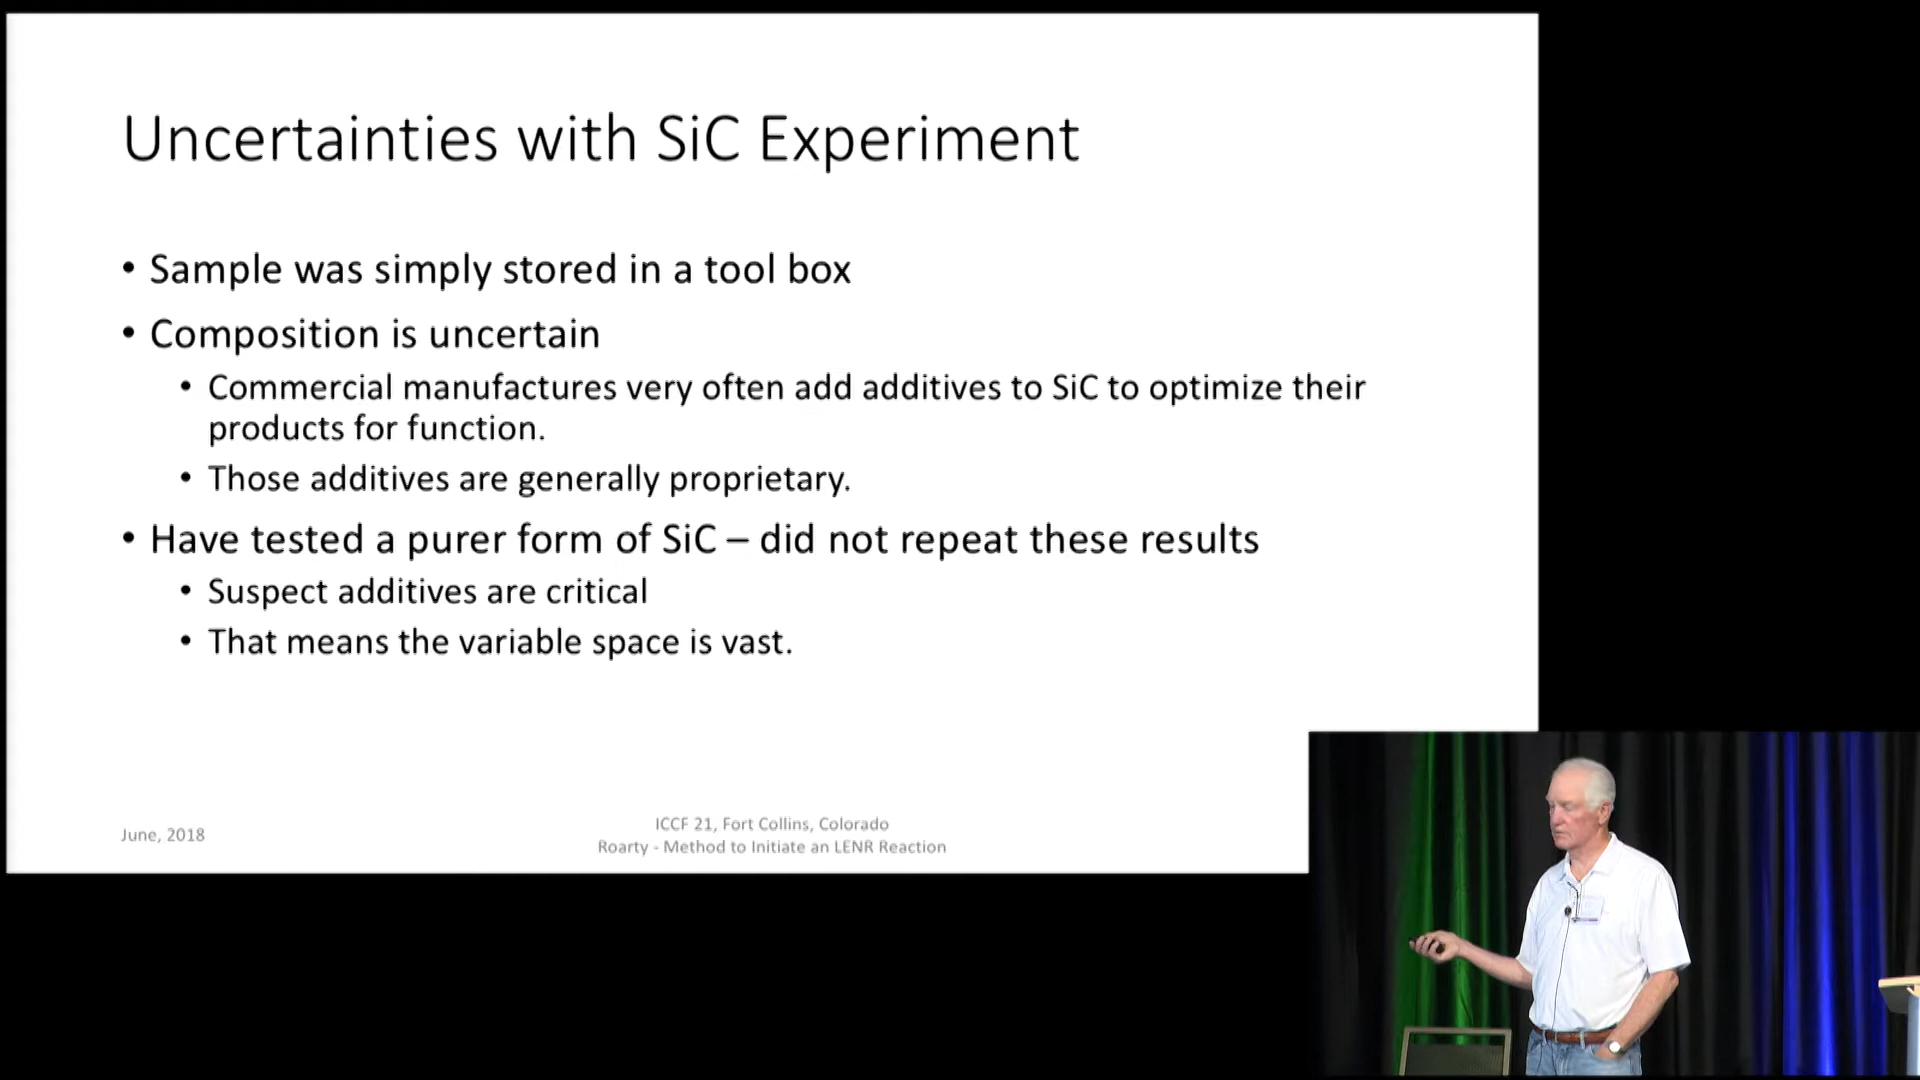 Uncertainties with SiC Experiment
• Sample was simply stored in a tool box
• Composition is uncertain
• Commercial manufactures very often add additives to SiC to optimize their
products for function.
• Those additives are generally proprietary.
• Have tested a purer form of SiC – did not repeat these results
• Suspect additives are critical
• That means the variable space is vast.
June, 2018
ICCF 21, Fort Collins, Colorado
Roarty - Method to Initiate an LENR Reaction